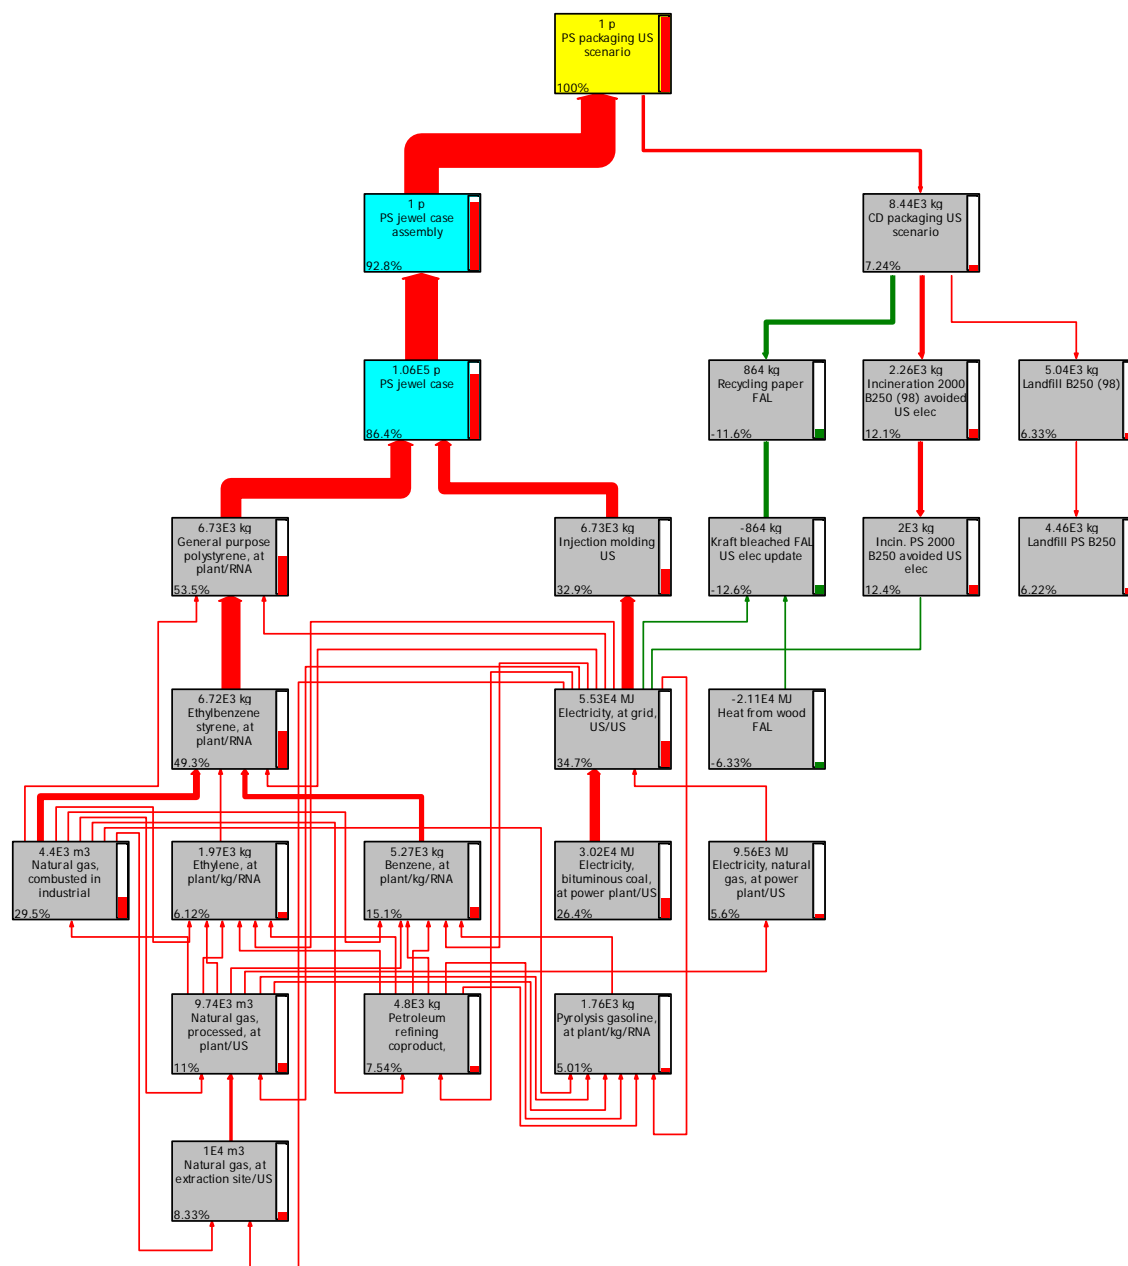 1 p
PS packaging US
scenario
100%
1 p
PS jewel case
assembly
92.8%
8.44E3 kg
CD packaging US
scenario
7.24%
1.06E5 p
PS jewel case
86.4%
864 kg
Recycling paper
FAL
-11.6%
2.26E3 kg
Incineration 2000
B250 (98) avoided
US elec
12.1%
5.04E3 kg
Landfill B250 (98)
6.33%
6.73E3 kg
General purpose
polystyrene, at
plant/RNA
53.5%
6.73E3 kg
Injection molding
US
32.9%
-864 kg
Kraft bleached FAL
US elec update
-12.6%
2E3 kg
Incin. PS 2000
B250 avoided US
elec
12.4%
4.46E3 kg
Landfill PS B250
6.22%
6.72E3 kg
Ethylbenzene
styrene, at
plant/RNA
49.3%
5.53E4 MJ
Electricity, at grid,
US/US
34.7%
-2.11E4 MJ
Heat from wood
FAL
-6.33%
4.4E3 m3
Natural gas,
combusted in
industrial
29.5%
1.97E3 kg
Ethylene, at
plant/kg/RNA
6.12%
5.27E3 kg
Benzene, at
plant/kg/RNA
15.1%
3.02E4 MJ
Electricity,
bituminous coal,
at power plant/US
26.4%
9.56E3 MJ
Electricity, natural
gas, at power
plant/US
5.6%
9.74E3 m3
Natural gas,
processed, at
plant/US
11%
4.8E3 kg
Petroleum
refining
coproduct,
7.54%
1.76E3 kg
Pyrolysis gasoline,
at plant/kg/RNA
5.01%
1E4 m3
Natural gas, at
extraction site/US
8.33%